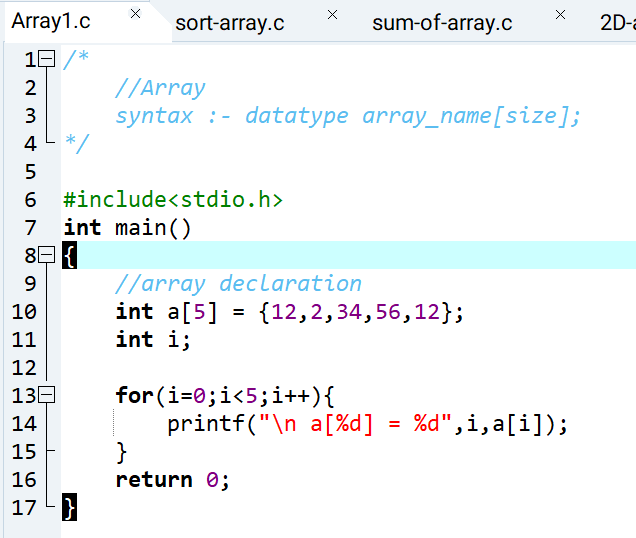 Array1.c × sort-array.c × sum-of-array.c × 2D-a
1 /*
2     //Array
3     syntax :- datatype array_name[size];
4 */
5
6 #include<stdio.h>
7 int main()
8 {
9     //array declaration
10     int a[5] = {12,2,34,56,12};
11     int i;
12
13     for(i=0;i<5;i++){
14         printf("\n a[%d] = %d",i,a[i]);
15     }
16     return 0;
17 }